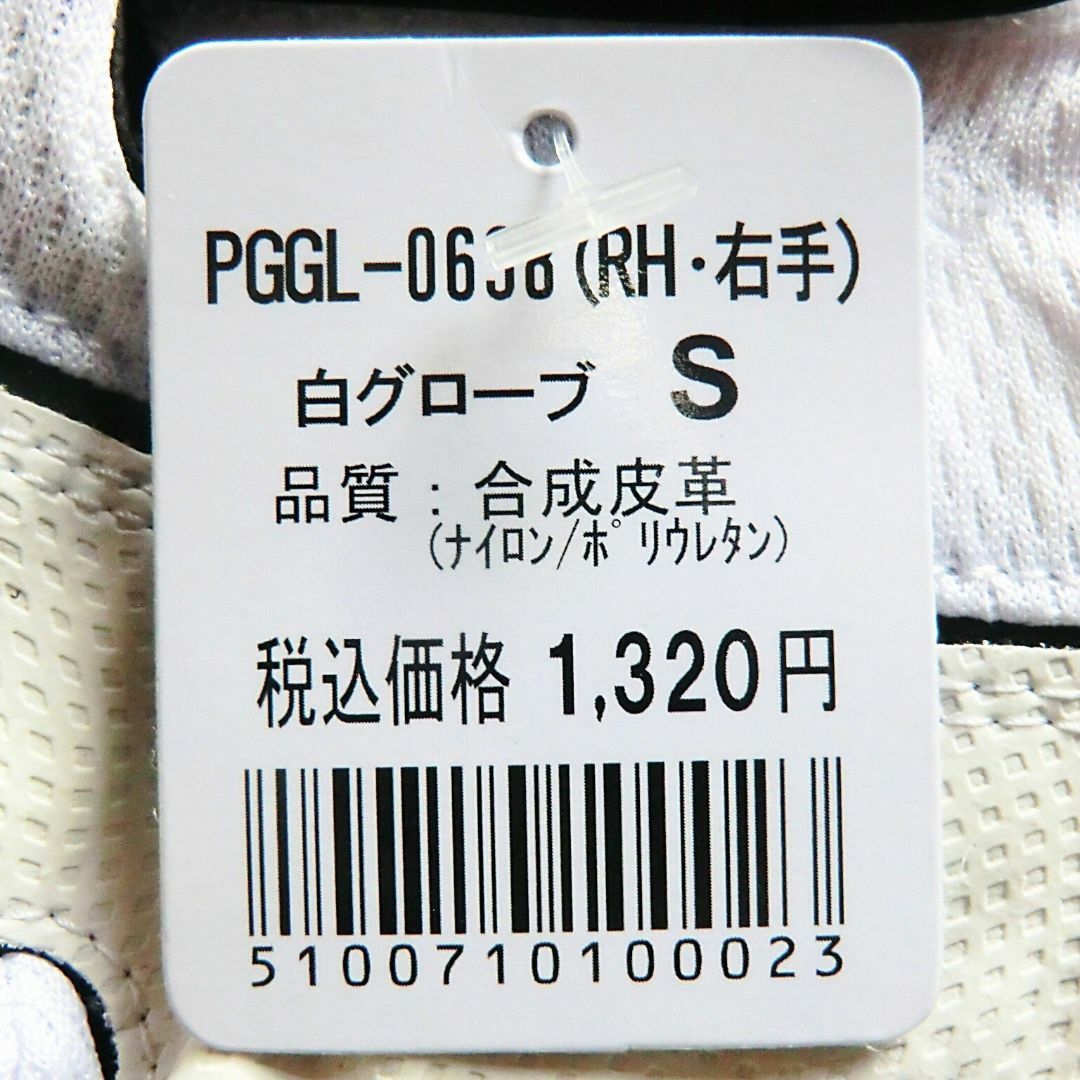 (RH・右手)
白グローブ S
品質:合成皮革
(ナイロン/ポリウレタン)
税込価格 1,320円
5100710100023